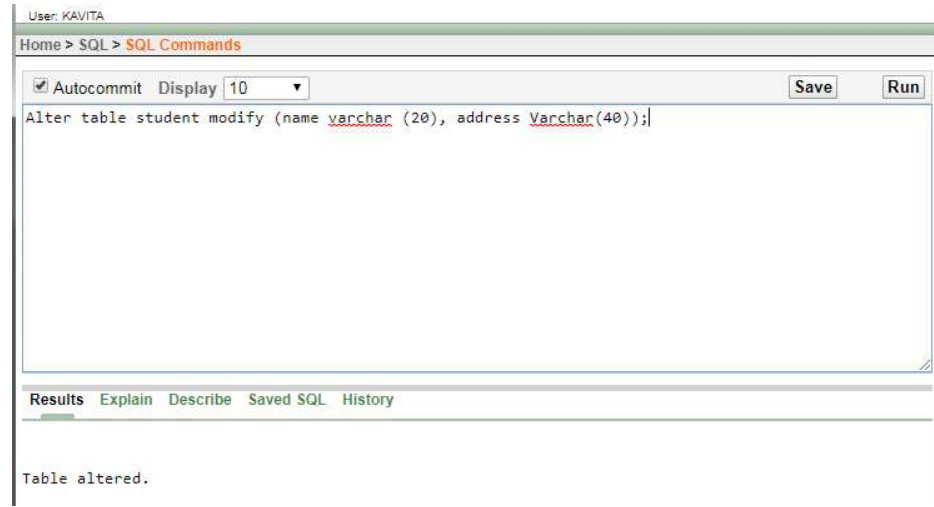 User: KAVITA
Home > SQL > SQL Commands
Autocommit Display 10 Save Run
Alter table student modify (name varchar (20), address Varchar(40));
Results Explain Describe Saved SQL History
Table altered.